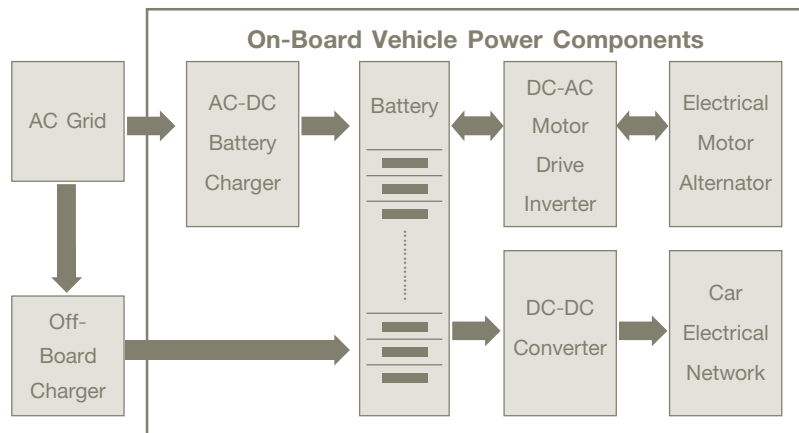 On-Board Vehicle Power Components
AC Grid
AC-DC
Battery
Charger
Battery
DC-AC
Motor
Drive
Inverter
Electrical
Motor
Alternator
Off-
Board
Charger
DC-DC
Converter
Car
Electrical
Network